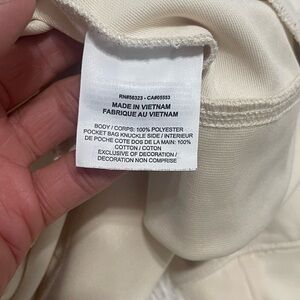 RN#56323 - CA#05553
MADE IN VIETNAM
FABRIQUE AU VIETNAM
BODY / CORPS: 100% POLYESTER
POCKET BAG KNUCKLE SIDE / INTERIEUR
DE POCHE COTE DOS DE LA MAIN: 100%
COTTON / COTON
EXCLUSIVE OF DECORATION /
DECORATION NON COMPRISE